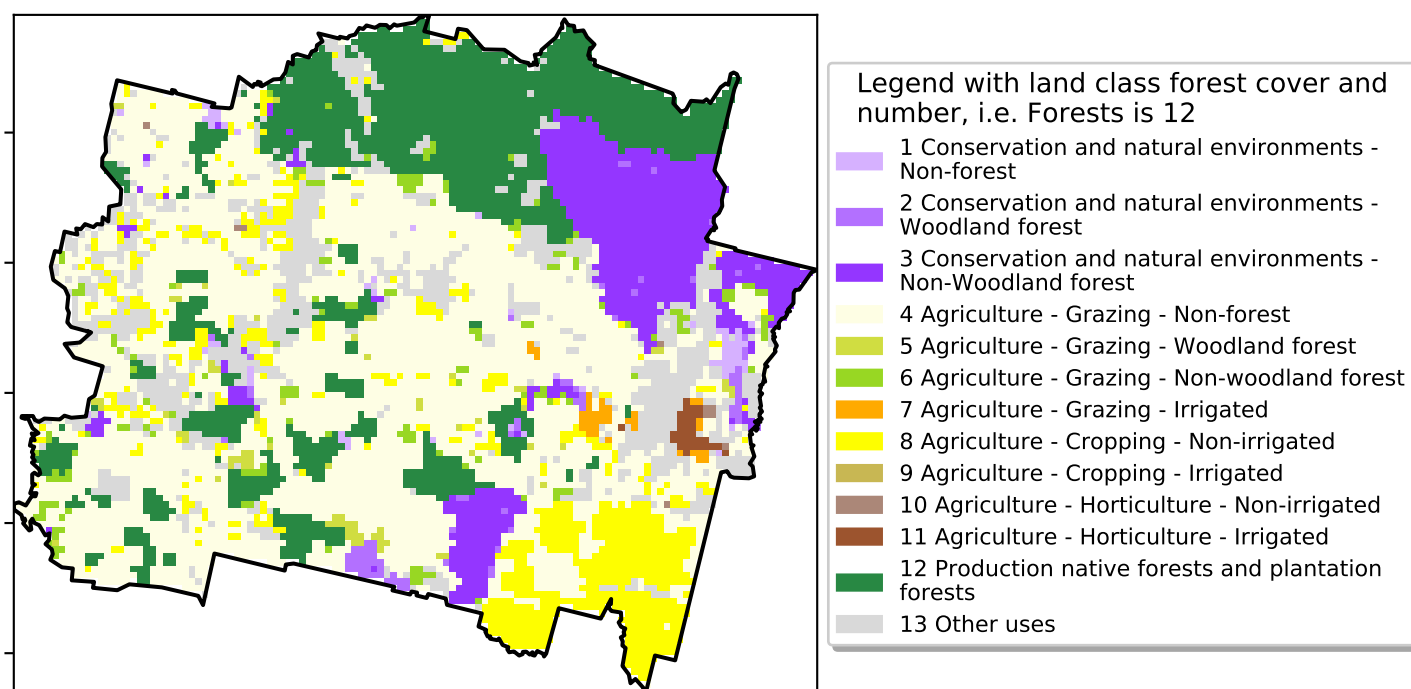 Legend with land class forest cover and
number, i.e. Forests is 12
1 Conservation and natural environments -
Non-forest
2 Conservation and natural environments -
Woodland forest
3 Conservation and natural environments -
Non-Woodland forest
4 Agriculture - Grazing - Non-forest
5 Agriculture - Grazing - Woodland forest
6 Agriculture - Grazing - Non-woodland forest
7 Agriculture - Grazing - Irrigated
8 Agriculture - Cropping - Non-irrigated
9 Agriculture - Cropping - Irrigated
10 Agriculture - Horticulture - Non-irrigated
11 Agriculture - Horticulture - Irrigated
12 Production native forests and plantation
forests
13 Other uses